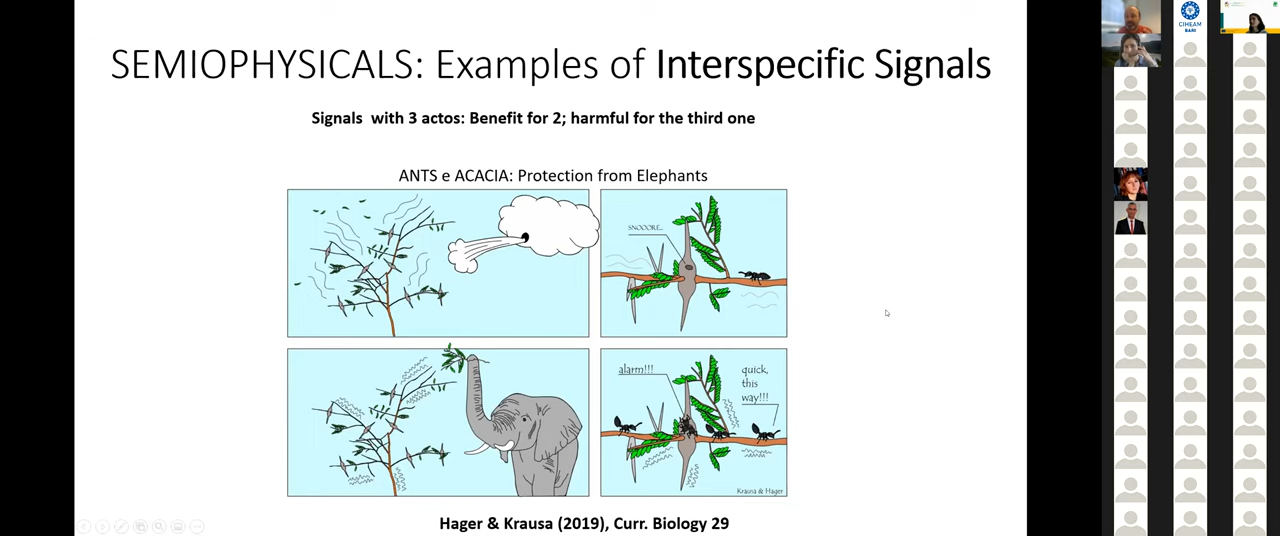 SEMIOPHYSICALS: Examples of Interspecific Signals
Signals with 3 actos: Benefit for 2; harmful for the third one
ANTS e ACACIA: Protection from Elephants
SNOOORE...
alarm!!!
quick,
this
way!!!
Krausa & Hager
Hager & Krausa (2019), Curr. Biology 29
CIHEAM
BARI